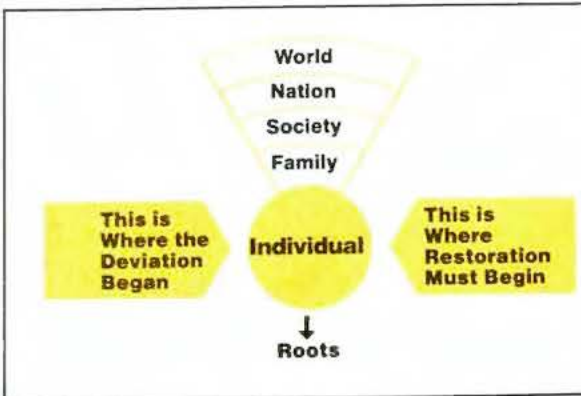 World
Nation
Society
Family
This is
Where the
Deviation
Began
Individual
This is
Where
Restoration
Must Begin
Roots